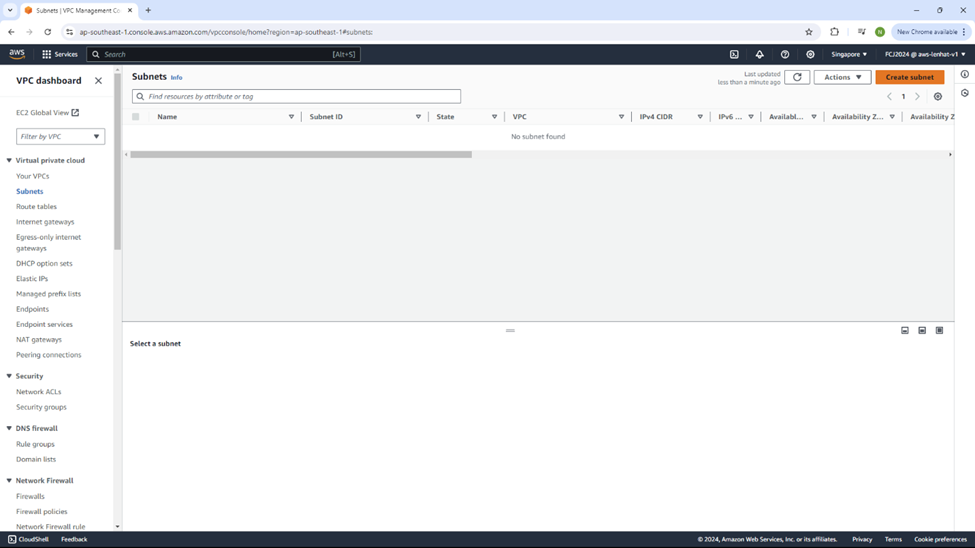 Subnets | VPC Management Co
ap-southeast-1.console.aws.amazon.com/vpcconsole/home?region=ap-southeast-1#subnets:
N
New Chrome available
aws
Services
Search
[Alt+S]
Singapore
FCJ2024 @ aws-lenhat-v1
VPC dashboard
EC2 Global View
Filter by VPC
Virtual private cloud
Your VPCs
Subnets
Route tables
Internet gateways
Egress-only internet
gateways
DHCP option sets
Elastic IPs
Managed prefix lists
Endpoints
Endpoint services
NAT gateways
Peering connections
Security
Network ACLs
Security groups
DNS firewall
Rule groups
Domain lists
Network Firewall
Firewalls
Firewall policies
Network Firewall rule
Subnets Info
Last updated
less than a minute ago
Actions
Create subnet
Find resources by attribute or tag
1
Name
Subnet ID
State
VPC
IPv4 CIDR
IPv6 ...
Availabl...
Availability Z...
Availability Z
No subnet found
Select a subnet
CloudShell
Feedback
© 2024, Amazon Web Services, Inc. or its affiliates.
Privacy
Terms
Cookie preferences